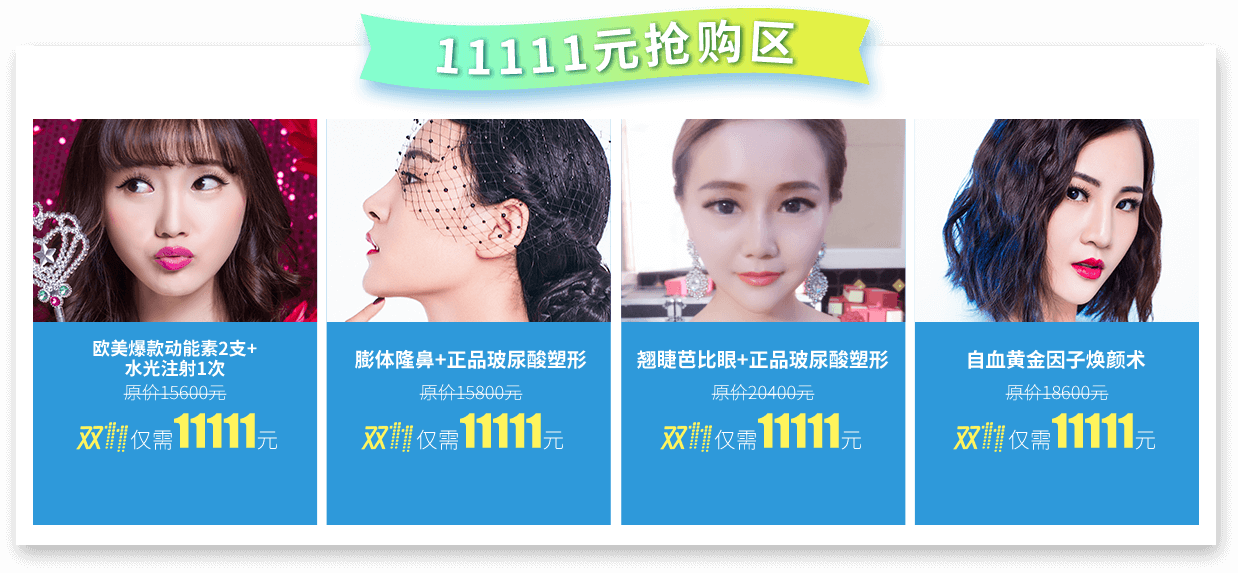 11111元抢购区
欧美爆款动能素2支+
水光注射1次
原价15600元
双11仅需11111元
膨体隆鼻+正品玻尿酸塑形
原价15800元
双11仅需11111元
翘睫芭比眼+正品玻尿酸塑形
原价20400元
双11仅需11111元
自血黄金因子焕颜术
原价18600元
双11仅需11111元